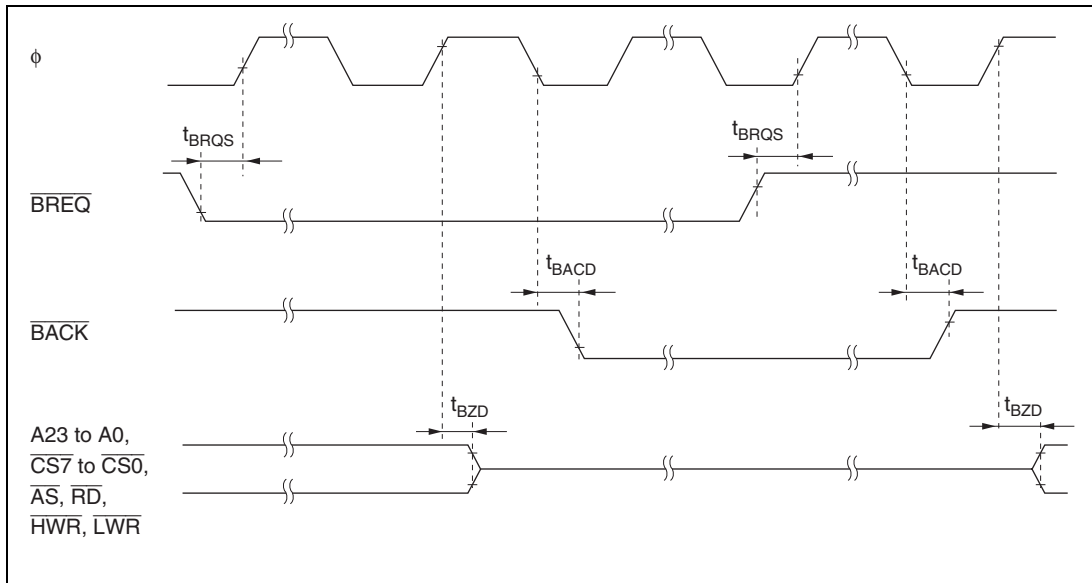 ϕ
tBRQS
tBRQS
BREQ
tBACD
tBACD
BACK
tBZD
tBZD
A23 to A0,
CS7 to CS0,
AS, RD,
HWR, LWR